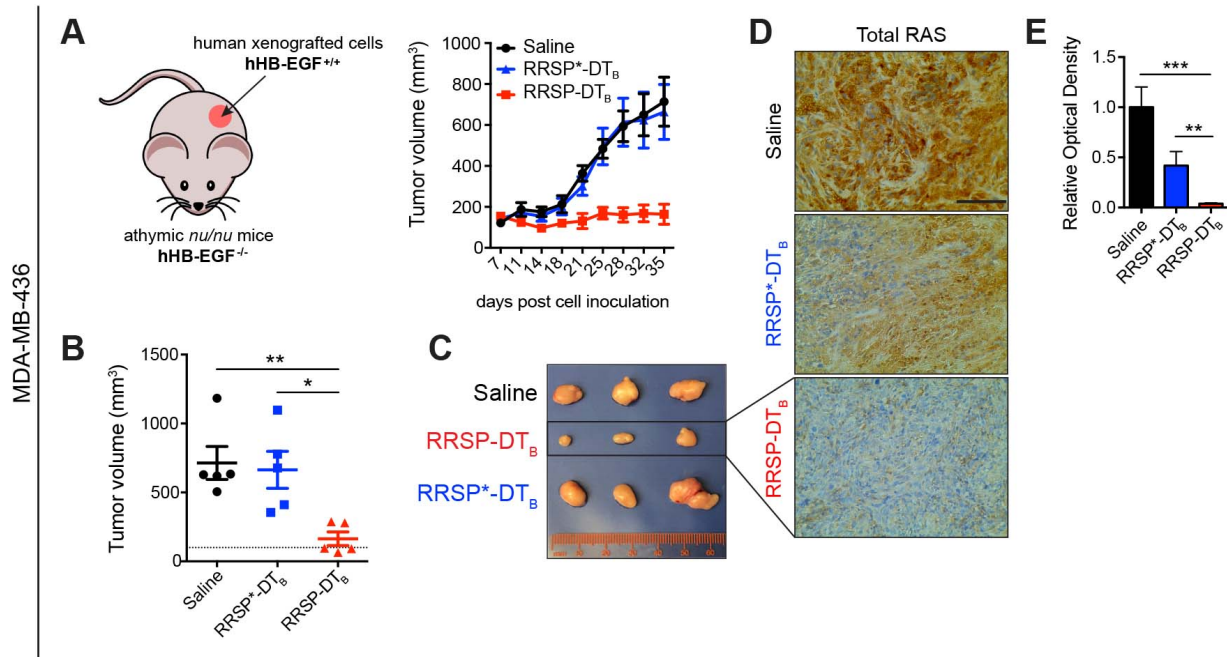 MDA-MB-436
A
human xenografted cells
hHB-EGF+/+
athymic nu/nu mice
hHB-EGF-/-
Tumor volume (mm³)
1000
800
600
400
200
0
Saline
RRSP*-DTB
RRSP-DTB
7 11 14 18 21 25 28 32 35
days post cell inoculation
B
Tumor volume (mm³)
1500
1000
500
0
**
*
Saline
RRSP*-DTB
RRSP-DTB
C
Saline
RRSP-DTB
RRSP*-DTB
D
Total RAS
Saline
RRSP*-DTB
RRSP-DTB
E
Relative Optical Density
1.5
1.0
0.5
0.0
***
**
Saline
RRSP*-DTB
RRSP-DTB